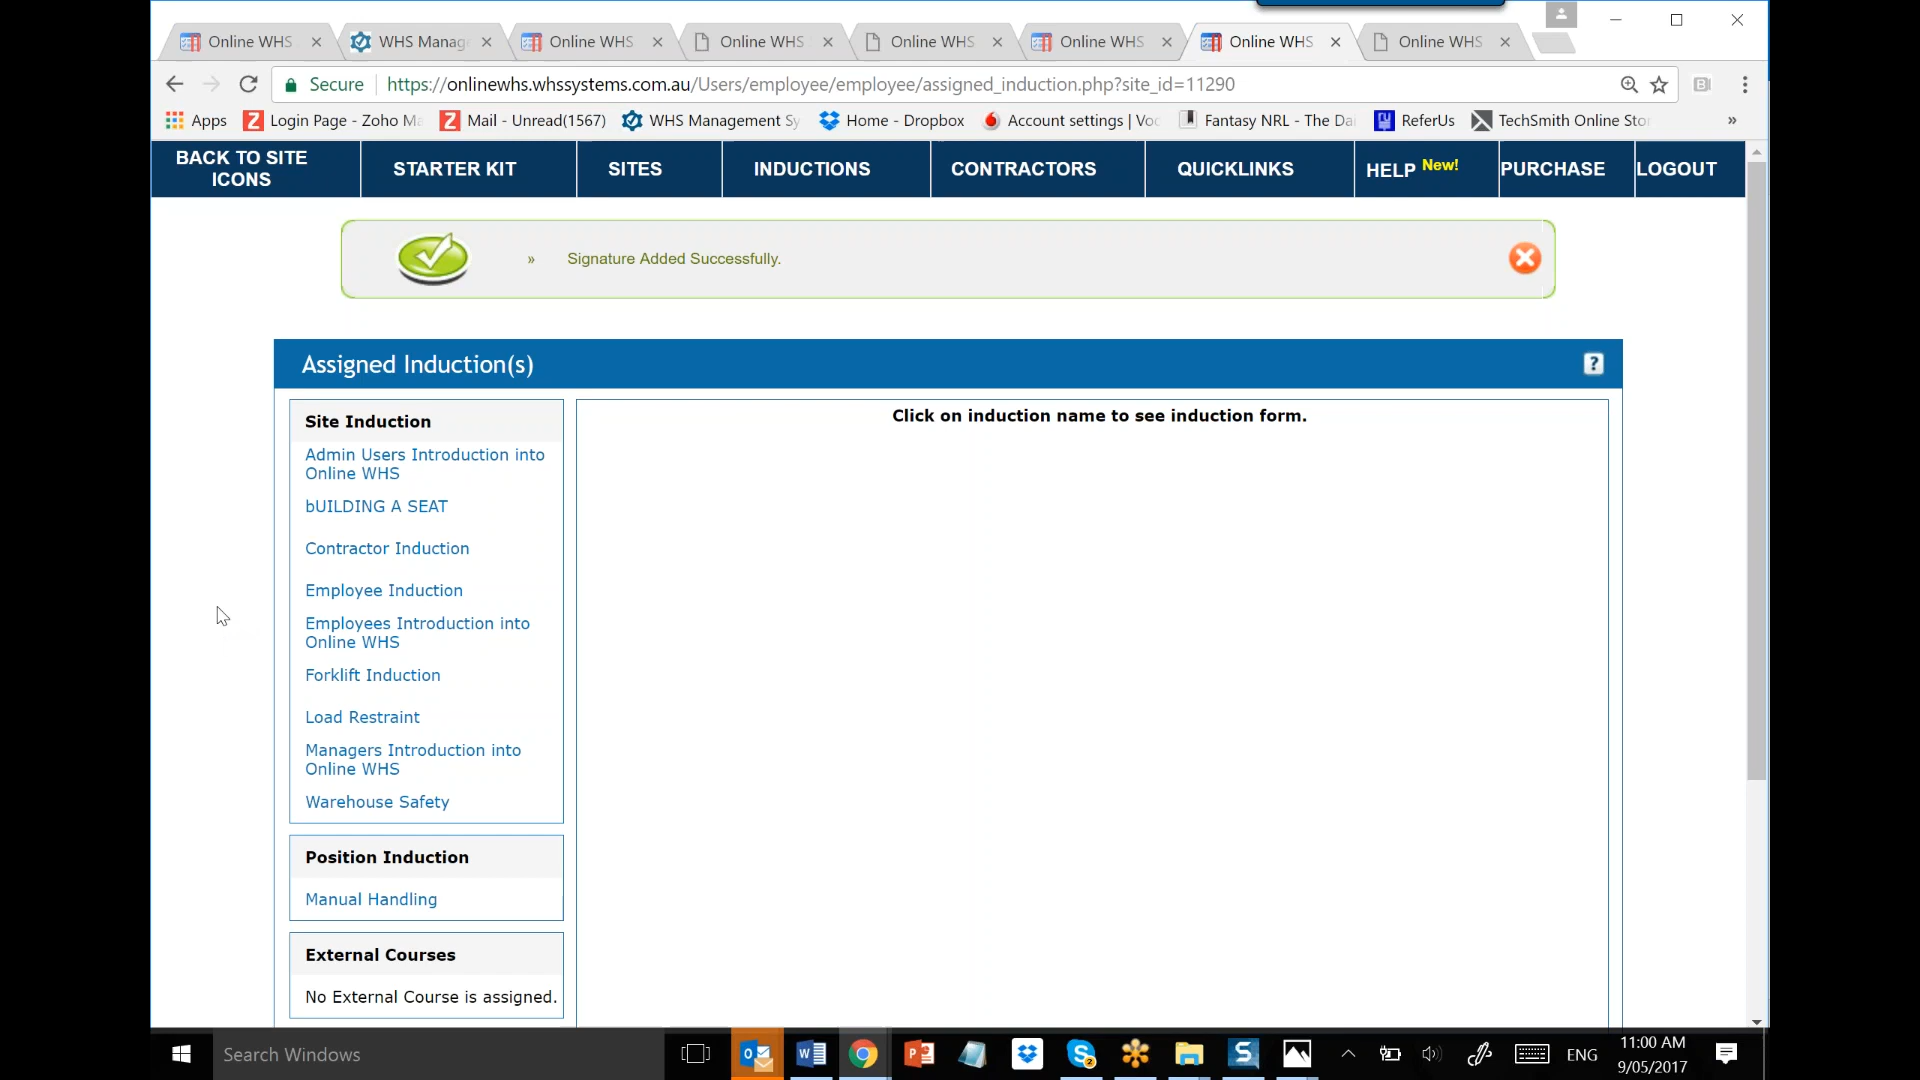 Online WHS
WHS Manag
Online WHS
Online WHS
Online WHS
Online WHS
Online WHS
Online WHS
Secure
https://onlinewhs.whssystems.com.au/Users/employee/employee/assigned_induction.php?site_id=11290
Apps
Login Page - Zoho Ma
Mail - Unread(1567)
WHS Management Sy
Home - Dropbox
Account settings | Voc
Fantasy NRL - The Dai
ReferUs
TechSmith Online Stor
»
BACK TO SITE
ICONS
STARTER KIT
SITES
INDUCTIONS
CONTRACTORS
QUICKLINKS
HELP New!
PURCHASE
LOGOUT
» Signature Added Successfully.
Assigned Induction(s)
?
Site Induction
Admin Users Introduction into
Online WHS
bUILDING A SEAT
Contractor Induction
Employee Induction
Employees Introduction into
Online WHS
Forklift Induction
Load Restraint
Managers Introduction into
Online WHS
Warehouse Safety
Position Induction
Manual Handling
External Courses
No External Course is assigned.
Click on induction name to see induction form.
Search Windows
ENG
11:00 AM
9/05/2017